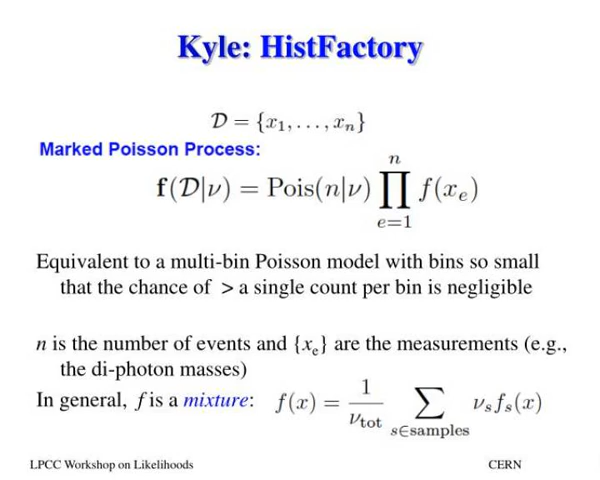 Kyle: HistFactory
𝒟 = {x₁, . . . , xₙ}
Marked Poisson Process:
f(𝒟|ν) = Pois(n|ν) ∏ₑ₌₁ⁿ f(xₑ)
Equivalent to a multi-bin Poisson model with bins so small
that the chance of > a single count per bin is negligible
n is the number of events and {xₑ} are the measurements (e.g.,
the di-photon masses)
In general, f is a mixture: f(x) = 1/ν_tot ∑_{s∈samples} νₛfₛ(x)
LPCC Workshop on Likelihoods
CERN